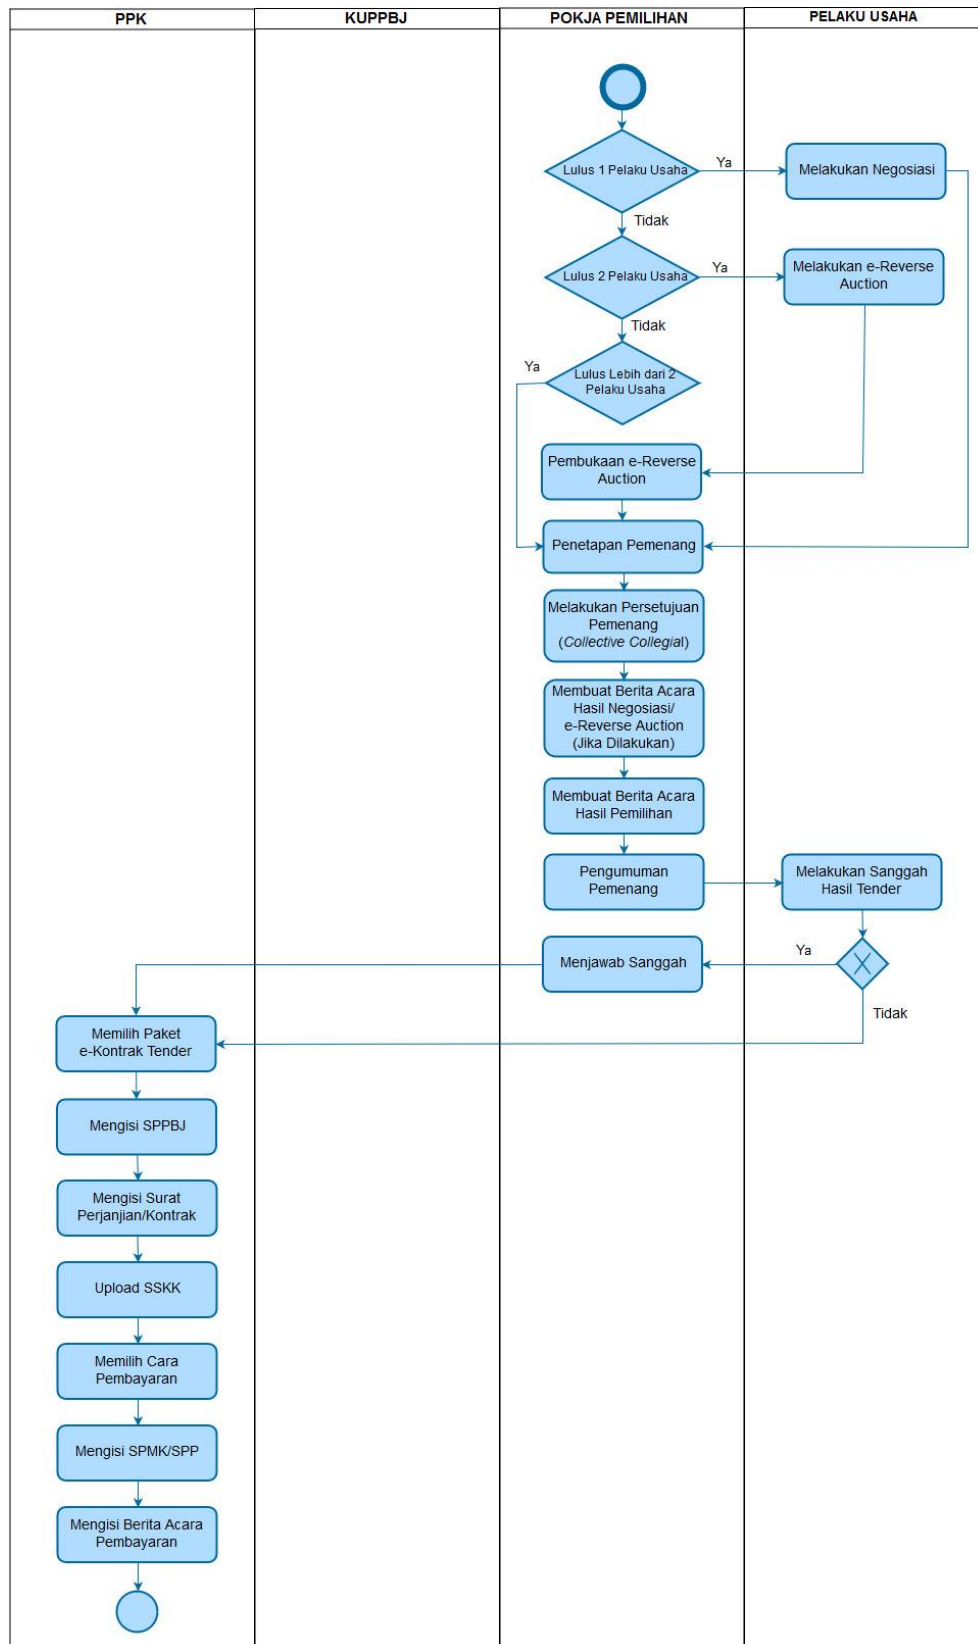 PPK
KUPPBJ
POKJA PEMILIHAN
PELAKU USAHA
Lulus 1 Pelaku Usaha
Ya
Melakukan Negosiasi
Tidak
Lulus 2 Pelaku Usaha
Ya
Melakukan e-Reverse
Auction
Tidak
Ya
Lulus Lebih dari 2
Pelaku Usaha
Pembukaan e-Reverse
Auction
Penetapan Pemenang
Melakukan Persetujuan
Pemenang
(Collective Collegial)
Membuat Berita Acara
Hasil Negosiasi/
e-Reverse Auction
(Jika Dilakukan)
Membuat Berita Acara
Hasil Pemilihan
Pengumuman
Pemenang
Melakukan Sanggah
Hasil Tender
Menjawab Sanggah
Ya
Tidak
Memilih Paket
e-Kontrak Tender
Mengisi SPPBJ
Mengisi Surat
Perjanjian/Kontrak
Upload SSKK
Memilih Cara
Pembayaran
Mengisi SPMK/SPP
Mengisi Berita Acara
Pembayaran